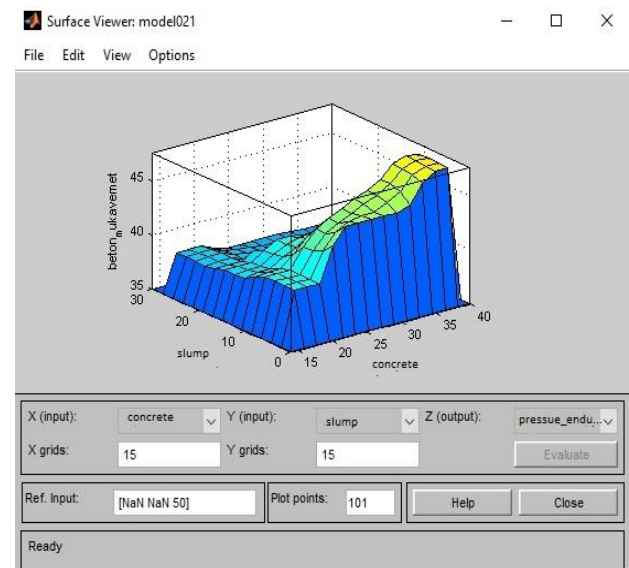 Surface Viewer: model021
File Edit View Options
beton_mukavemet
45
40
35
30
20
10
0
slump
15
20
25
30
35
40
concrete
X (input): concrete Y (input): slump Z (output): pressue_endu...
X grids: 15 Y grids: 15 Evaluate
Ref. Input: [NaN NaN 50] Plot points: 101 Help Close
Ready